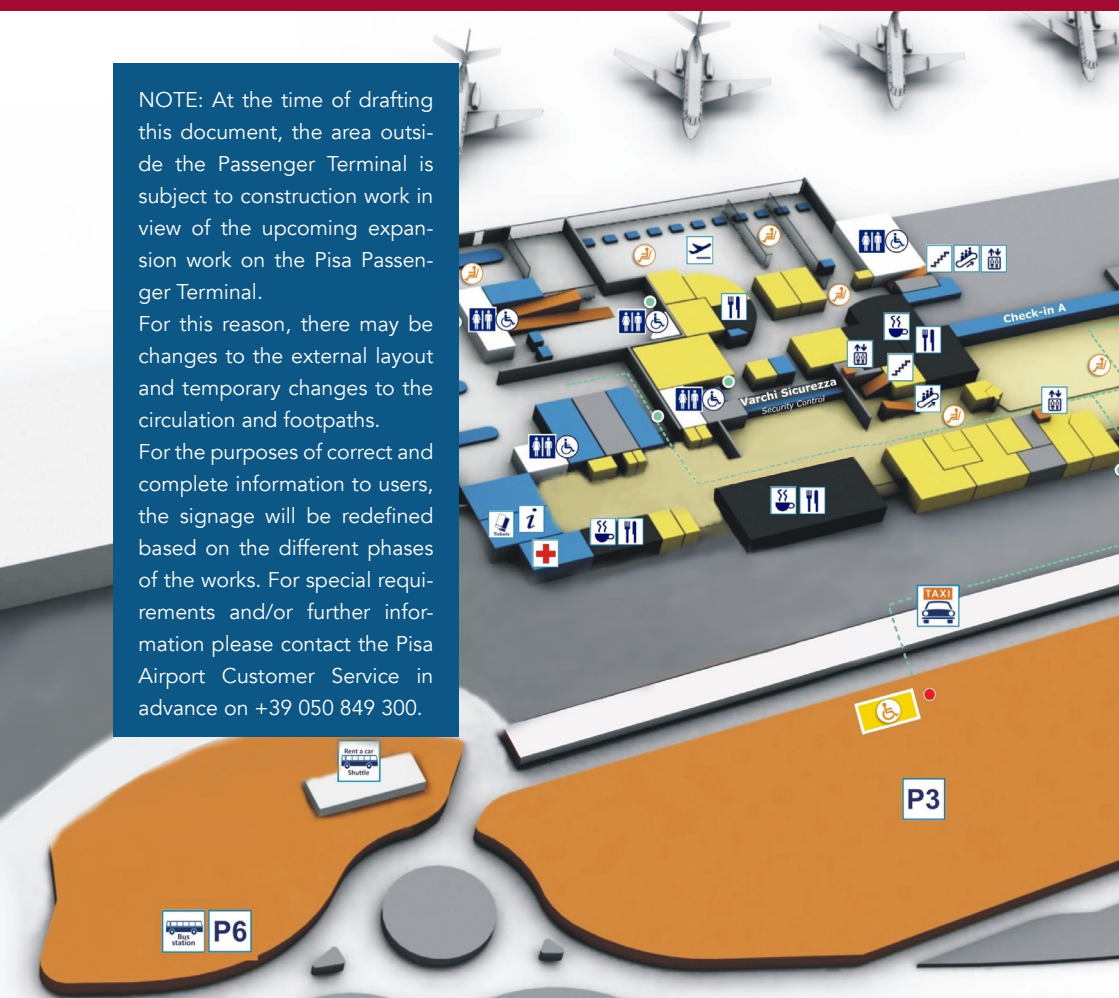 NOTE: At the time of drafting
this document, the area outsi-
de the Passenger Terminal is
subject to construction work in
view of the upcoming expan-
sion work on the Pisa Passen-
ger Terminal.
For this reason, there may be
changes to the external layout
and temporary changes to the
circulation and footpaths.
For the purposes of correct and
complete information to users,
the signage will be redefined
based on the different phases
of the works. For special requi-
rements and/or further infor-
mation please contact the Pisa
Airport Customer Service in
advance on +39 050 849 300.
Check-in A
Varchi Sicurezza
Security Control
Tickets
i
TAXI
Rent a car
Shuttle
P3
Bus
station
P6